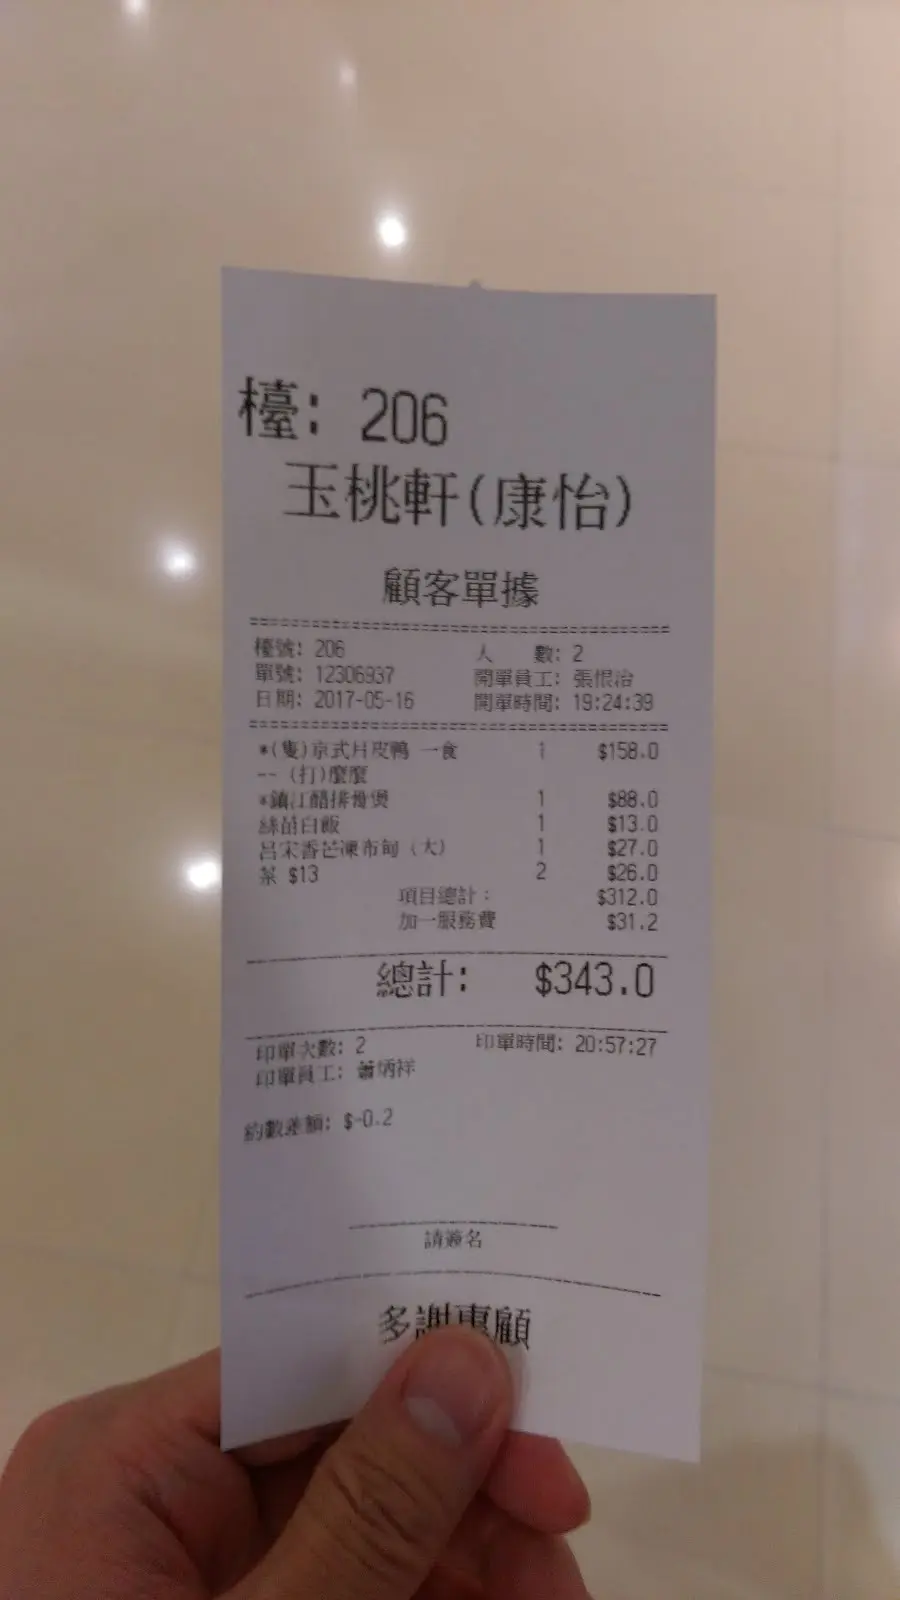 檯: 206
玉桃軒(康怡)
顧客單據
檯號: 206 人 數: 2
單號: 12306937 開單員工: 張恨治
日期: 2017-05-16 開單時間: 19:24:39
*(隻)京式片皮鴨 一食 1 $158.0
-- (打)麼麼
*鎮江醋排骨煲 1 $88.0
絲苗白飯 1 $13.0
呂宋香芒凍布甸 (大) 1 $27.0
茶 $13 2 $26.0
項目總計: $312.0
加一服務費 $31.2
總計: $343.0
印單次數: 2 印單時間: 20:57:27
印單員工: 蕭炳祥
約數差額: $-0.2
請簽名
多謝惠顧